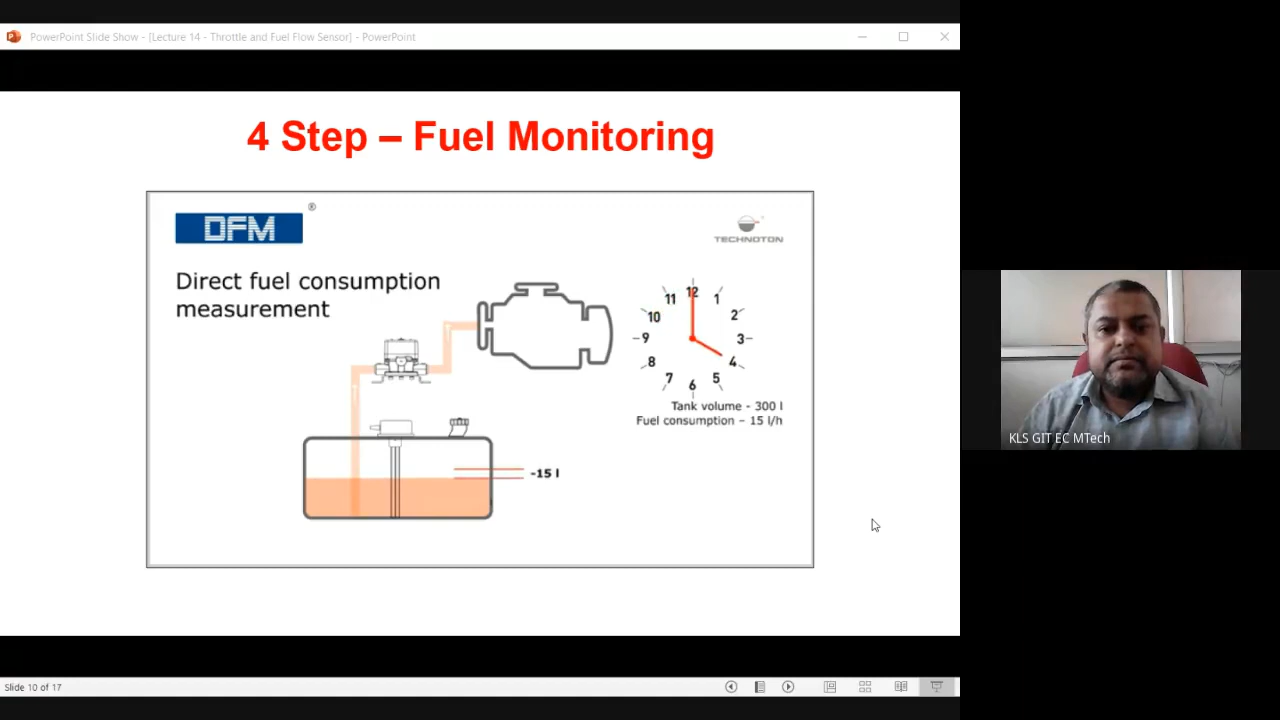 PowerPoint Slide Show - [Lecture 14 - Throttle and Fuel Flow Sensor] - PowerPoint
4 Step – Fuel Monitoring
DFM ®
TECHNOTON
Direct fuel consumption
measurement
12
1
2
3
4
5
6
7
8
9
10
11
Tank volume - 300 l
Fuel consumption – 15 l/h
-15 l
KLS GIT EC MTech
Slide 10 of 17